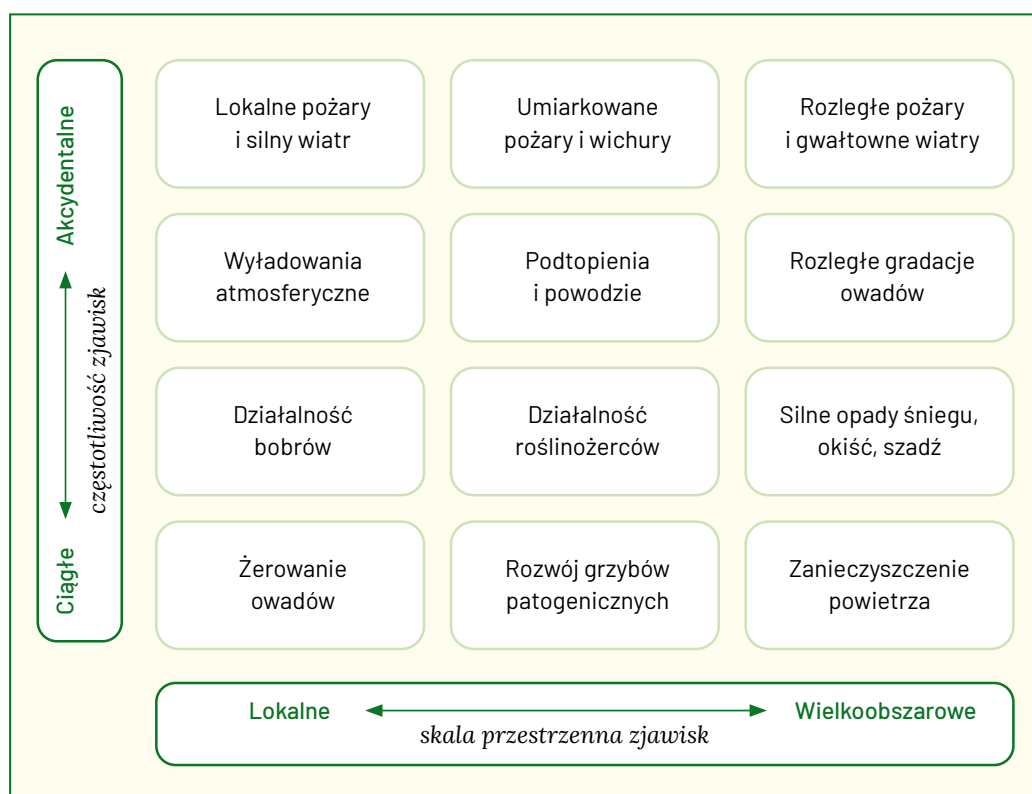 Akcydentalne
częstotliwość zjawisk
Ciągłe
Lokalne pożary
i silny wiatr
Umiarkowane
pożary i wichury
Rozległe pożary
i gwałtowne wiatry
Wyładowania
atmosferyczne
Podtopienia
i powodzie
Rozległe gradacje
owadów
Działalność
bobrów
Działalność
roślinożerców
Silne opady śniegu,
okiść, szadź
Żerowanie
owadów
Rozwój grzybów
patogenicznych
Zanieczyszczenie
powietrza
Lokalne
Wielkoobszarowe
skala przestrzenna zjawisk